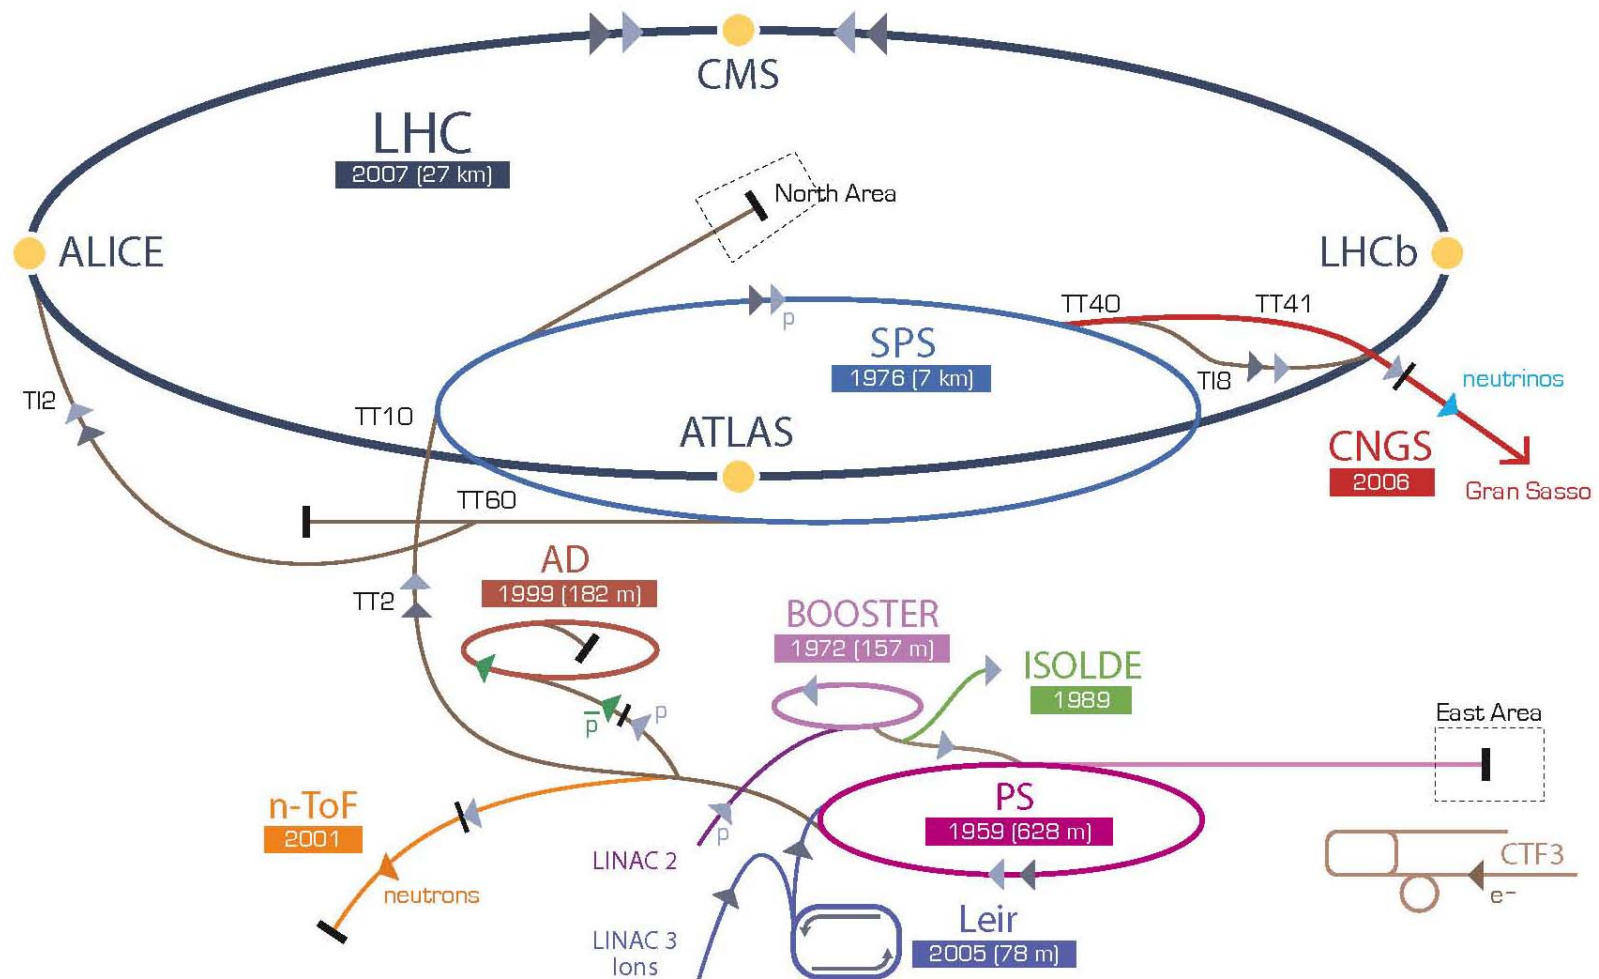 CMS
LHC
2007 (27 km)
North Area
ALICE
LHCb
TT40
TT41
p
SPS
1976 (7 km)
TI8
neutrinos
TI2
TT10
ATLAS
CNGS
2006
Gran Sasso
TT60
AD
1999 (182 m)
TT2
BOOSTER
1972 (157 m)
ISOLDE
1989
p̅
p
East Area
n-ToF
2001
PS
1959 (628 m)
p
LINAC 2
CTF3
neutrons
e-
Leir
2005 (78 m)
LINAC 3
Ions